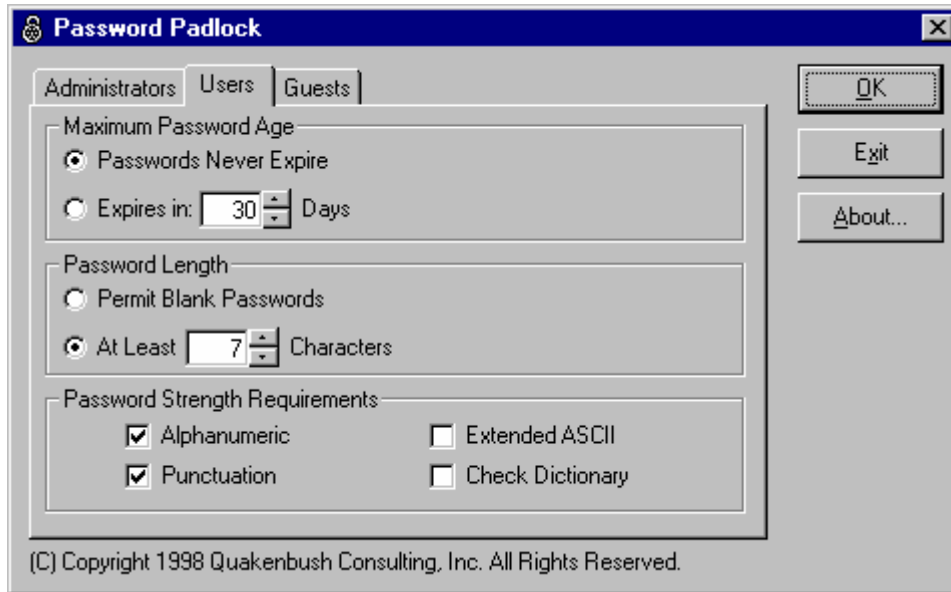 Password Padlock
Administrators Users Guests
OK
Exit
About...
Maximum Password Age
Passwords Never Expire
Expires in: 30 Days
Password Length
Permit Blank Passwords
At Least 7 Characters
Password Strength Requirements
Alphanumeric Extended ASCII
Punctuation Check Dictionary
(C) Copyright 1998 Quakenbush Consulting, Inc. All Rights Reserved.